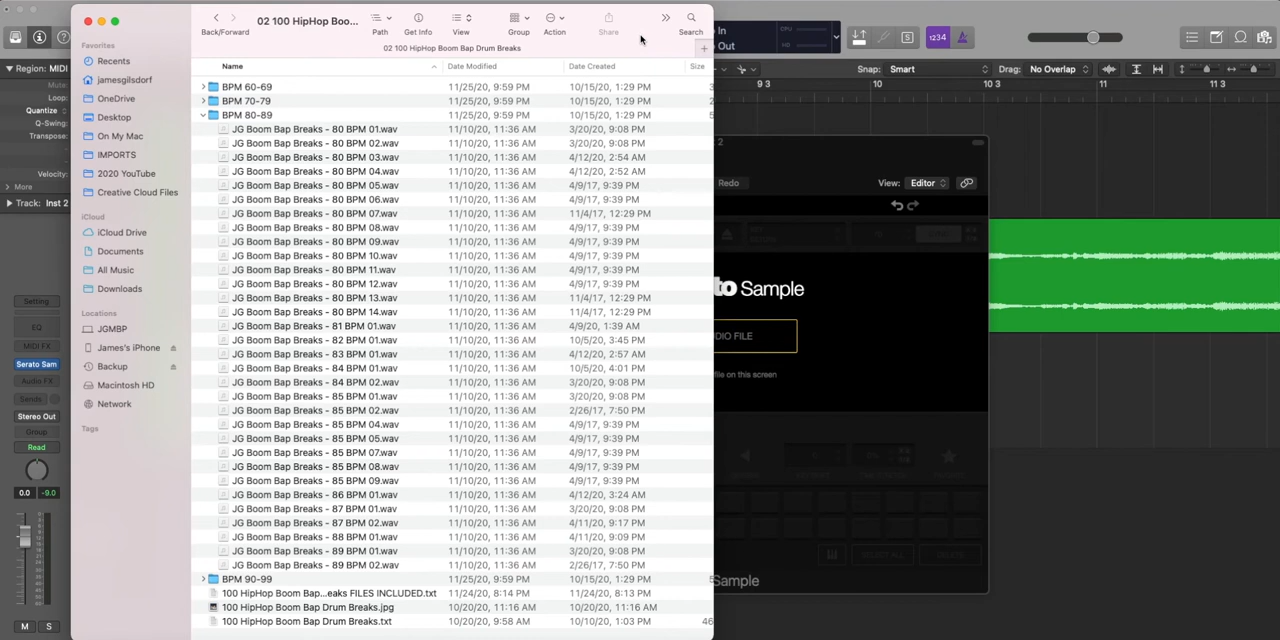 02 100 HipHop Boo...
Back/Forward
Path
Get Info
View
Group
Action
Share
Search
02 100 HipHop Boom Bap Drum Breaks
Name
Date Modified
Date Created
Size
BPM 60-69 11/25/20, 9:59 PM 10/15/20, 1:29 PM
BPM 70-79 11/25/20, 9:59 PM 10/15/20, 1:29 PM
BPM 80-89 11/25/20, 9:59 PM 10/15/20, 1:29 PM
JG Boom Bap Breaks - 80 BPM 01.wav 11/10/20, 11:36 AM 3/20/20, 9:08 PM
JG Boom Bap Breaks - 80 BPM 02.wav 11/10/20, 11:36 AM 3/20/20, 9:08 PM
JG Boom Bap Breaks - 80 BPM 03.wav 11/10/20, 11:36 AM 4/12/20, 2:54 AM
JG Boom Bap Breaks - 80 BPM 04.wav 11/10/20, 11:36 AM 4/12/20, 2:52 AM
JG Boom Bap Breaks - 80 BPM 05.wav 11/10/20, 11:36 AM 4/9/17, 9:39 PM
JG Boom Bap Breaks - 80 BPM 06.wav 11/10/20, 11:36 AM 4/9/17, 9:39 PM
JG Boom Bap Breaks - 80 BPM 07.wav 11/10/20, 11:36 AM 11/4/17, 12:29 PM
JG Boom Bap Breaks - 80 BPM 08.wav 11/10/20, 11:36 AM 4/9/17, 9:39 PM
JG Boom Bap Breaks - 80 BPM 09.wav 11/10/20, 11:36 AM 4/9/17, 9:39 PM
JG Boom Bap Breaks - 80 BPM 10.wav 11/10/20, 11:36 AM 4/9/17, 9:39 PM
JG Boom Bap Breaks - 80 BPM 11.wav 11/10/20, 11:36 AM 4/9/17, 9:39 PM
JG Boom Bap Breaks - 80 BPM 12.wav 11/10/20, 11:36 AM 4/9/17, 9:39 PM
JG Boom Bap Breaks - 80 BPM 13.wav 11/10/20, 11:36 AM 11/4/17, 12:29 PM
JG Boom Bap Breaks - 80 BPM 14.wav 11/10/20, 11:36 AM 11/4/17, 12:29 PM
JG Boom Bap Breaks - 81 BPM 01.wav 11/10/20, 11:36 AM 4/9/20, 1:39 AM
JG Boom Bap Breaks - 82 BPM 01.wav 11/10/20, 11:36 AM 10/5/20, 3:45 PM
JG Boom Bap Breaks - 83 BPM 01.wav 11/10/20, 11:36 AM 4/12/20, 2:57 AM
JG Boom Bap Breaks - 84 BPM 01.wav 11/10/20, 11:36 AM 10/5/20, 4:01 PM
JG Boom Bap Breaks - 84 BPM 02.wav 11/10/20, 11:36 AM 3/20/20, 9:08 PM
JG Boom Bap Breaks - 85 BPM 02.wav 11/10/20, 11:36 AM 2/26/17, 7:50 PM
JG Boom Bap Breaks - 85 BPM 04.wav 11/10/20, 11:36 AM 4/9/17, 9:39 PM
JG Boom Bap Breaks - 85 BPM 05.wav 11/10/20, 11:36 AM 4/9/17, 9:39 PM
JG Boom Bap Breaks - 85 BPM 07.wav 11/10/20, 11:36 AM 4/9/17, 9:39 PM
JG Boom Bap Breaks - 85 BPM 08.wav 11/10/20, 11:36 AM 4/9/17, 9:39 PM
JG Boom Bap Breaks - 85 BPM 09.wav 11/10/20, 11:36 AM 4/9/17, 9:39 PM
JG Boom Bap Breaks - 86 BPM 01.wav 11/10/20, 11:36 AM 4/12/20, 3:24 AM
JG Boom Bap Breaks - 87 BPM 01.wav 11/10/20, 11:36 AM 3/20/20, 9:08 PM
JG Boom Bap Breaks - 87 BPM 02.wav 11/10/20, 11:36 AM 4/11/20, 9:17 PM
JG Boom Bap Breaks - 88 BPM 01.wav 11/10/20, 11:36 AM 4/11/20, 9:09 PM
JG Boom Bap Breaks - 89 BPM 01.wav 11/10/20, 11:36 AM 3/20/20, 9:08 PM
JG Boom Bap Breaks - 89 BPM 02.wav 11/10/20, 11:36 AM 2/26/17, 7:50 PM
BPM 90-99 11/25/20, 9:59 PM 10/15/20, 1:29 PM
100 HipHop Boom Bap...eaks FILES INCLUDED.txt 11/24/20, 8:14 PM 11/24/20, 8:13 PM
100 HipHop Boom Bap Drum Breaks.jpg 10/20/20, 11:16 AM 10/20/20, 11:16 AM
100 HipHop Boom Bap Drum Breaks.txt 10/20/20, 9:58 AM 10/10/20, 1:03 PM 46
Favorites
Recents
jamesgilsdorf
OneDrive
Desktop
On My Mac
IMPORTS
2020 YouTube
Creative Cloud Files
iCloud
iCloud Drive
Documents
All Music
Downloads
Locations
JGMBP
James's iPhone
Backup
Macintosh HD
Network
Tags
Region: MIDI
Mute:
Loop:
Quantize
Q-Swing:
Transpose:
Velocity:
More
Track: Inst 2
Setting
EQ
MIDI FX
Serato Sam
Audio FX
Sends
Stereo Out
Group
Read
0.0 -9.0
M S
In
Out
CPU
HD
1234
Snap: Smart
Drag: No Overlap
9 3 10 10 3 11 11 3
2
Redo
View: Editor
to Sample
DIO FILE
file on this screen
Sample